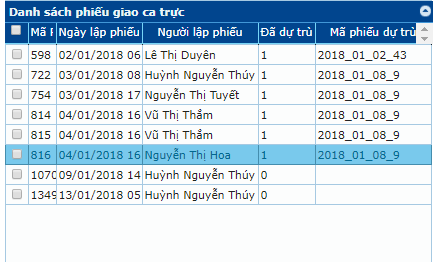 Danh sách phiếu giao ca trực
Mã Ngày lập phiếu Người lập phiếu Đã dự trù Mã phiếu dự trù
598 02/01/2018 06 Lê Thị Duyên 1 2018_01_02_43
722 03/01/2018 08 Huỳnh Nguyễn Thúy 1 2018_01_08_9
754 03/01/2018 17 Nguyễn Thị Tuyết 1 2018_01_08_9
814 04/01/2018 16 Vũ Thị Thắm 1 2018_01_08_9
815 04/01/2018 16 Vũ Thị Thắm 1 2018_01_08_9
816 04/01/2018 16 Nguyễn Thị Hoa 1 2018_01_08_9
1070 09/01/2018 14 Huỳnh Nguyễn Thúy 0
1349 13/01/2018 05 Huỳnh Nguyễn Thúy 0